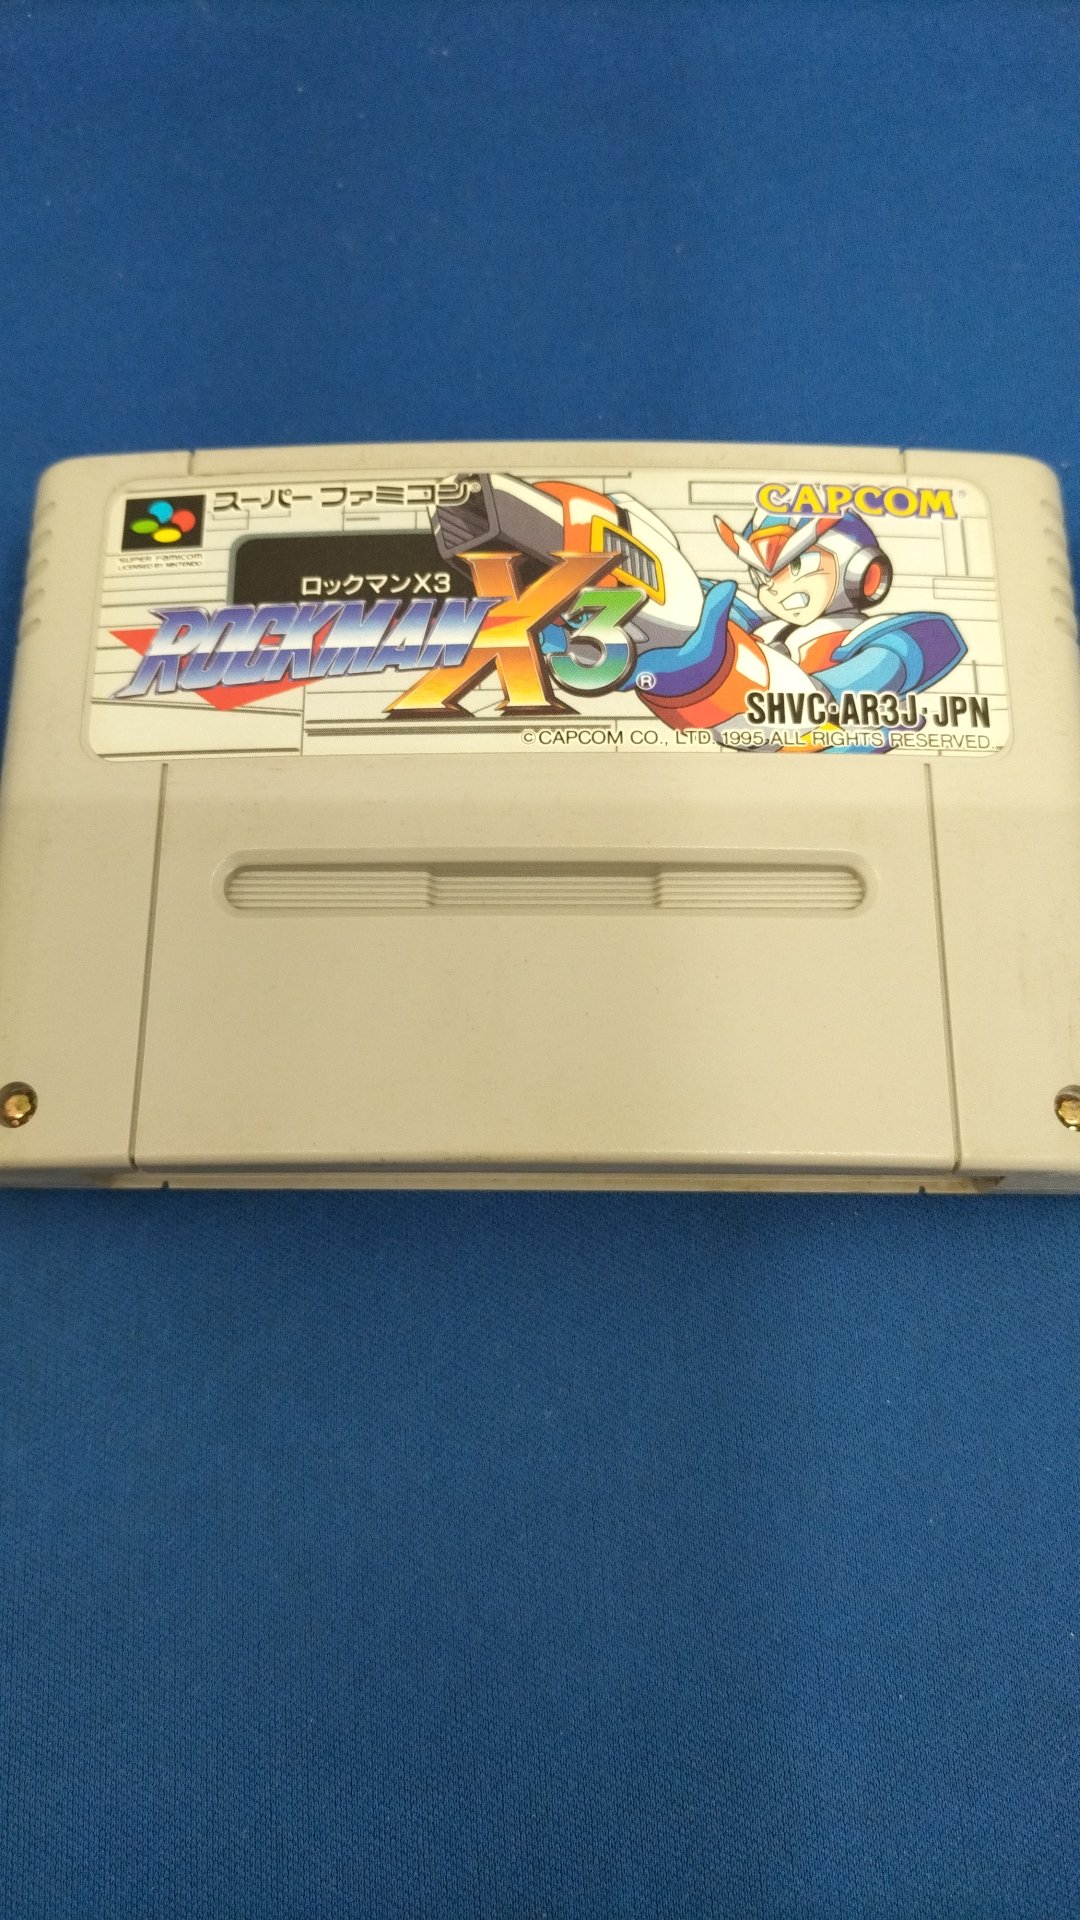 スーパーファミコン®
CAPCOM®
SUPER FAMICOM
LICENSED BY NINTENDO
ロックマンX3
ROCKMAN X3®
SHVC-AR3J-JPN
©CAPCOM CO., LTD. 1995 ALL RIGHTS RESERVED.